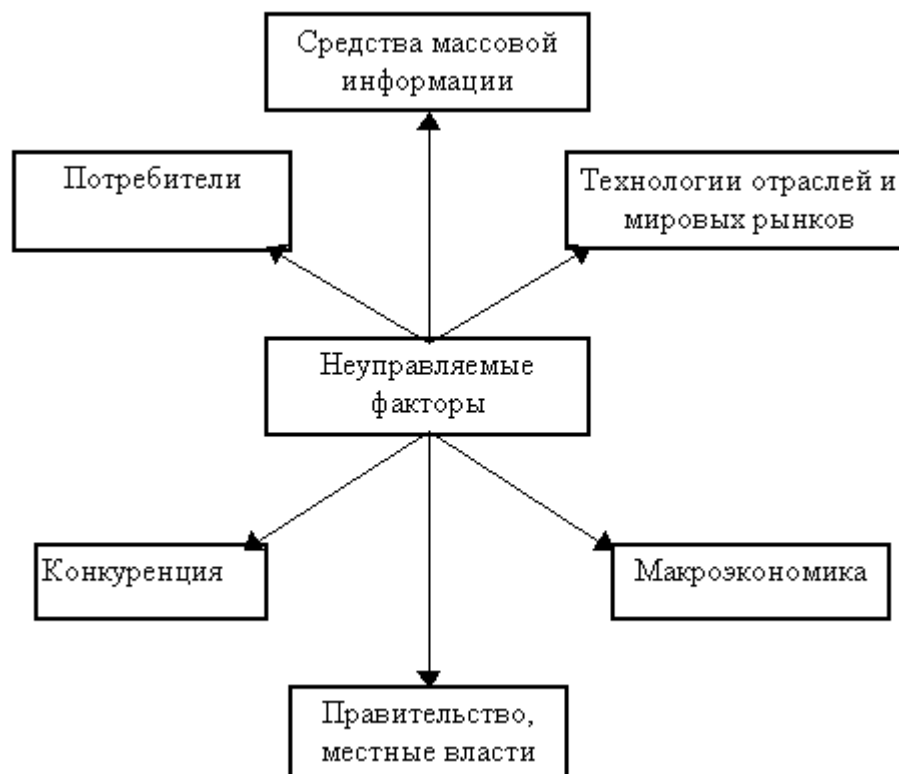 Средства массовой
информации
Потребители
Технологии отраслей и
мировых рынков
Неуправляемые
факторы
Конкуренция
Макроэкономика
Правительство,
местные власти